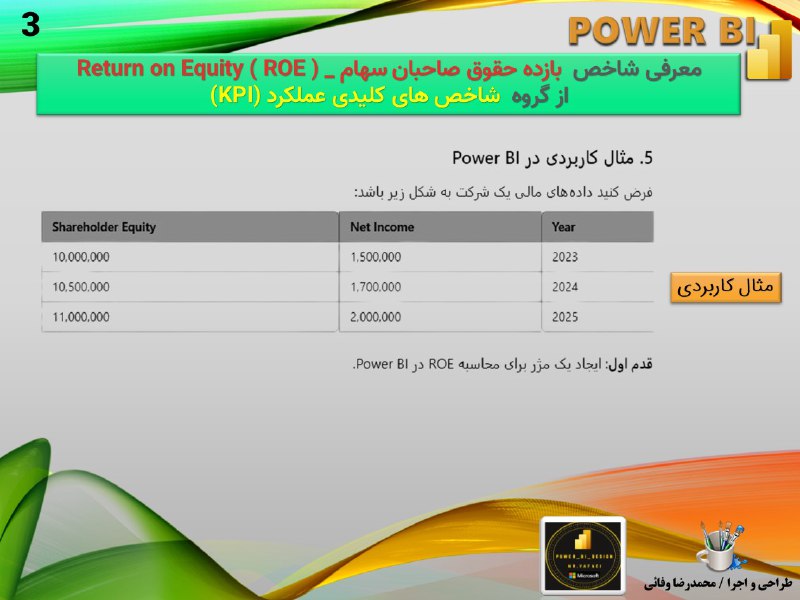 3
POWER BI
معرفی شاخص بازده حقوق صاحبان سهام _ Return on Equity ( ROE )
از گروه شاخص های کلیدی عملکرد (KPI)
5. مثال کاربردی در Power BI
فرض کنید داده‌های مالی یک شرکت به شکل زیر باشد:
Shareholder Equity Net Income Year
10,000,000 1,500,000 2023
10,500,000 1,700,000 2024
11,000,000 2,000,000 2025
مثال کاربردی
قدم اول: ایجاد یک مژر برای محاسبه ROE در Power BI.
POWER_BI_DESIGN
MR.VAFAEI
Microsoft
طراحی و اجرا / محمدرضا وفائی